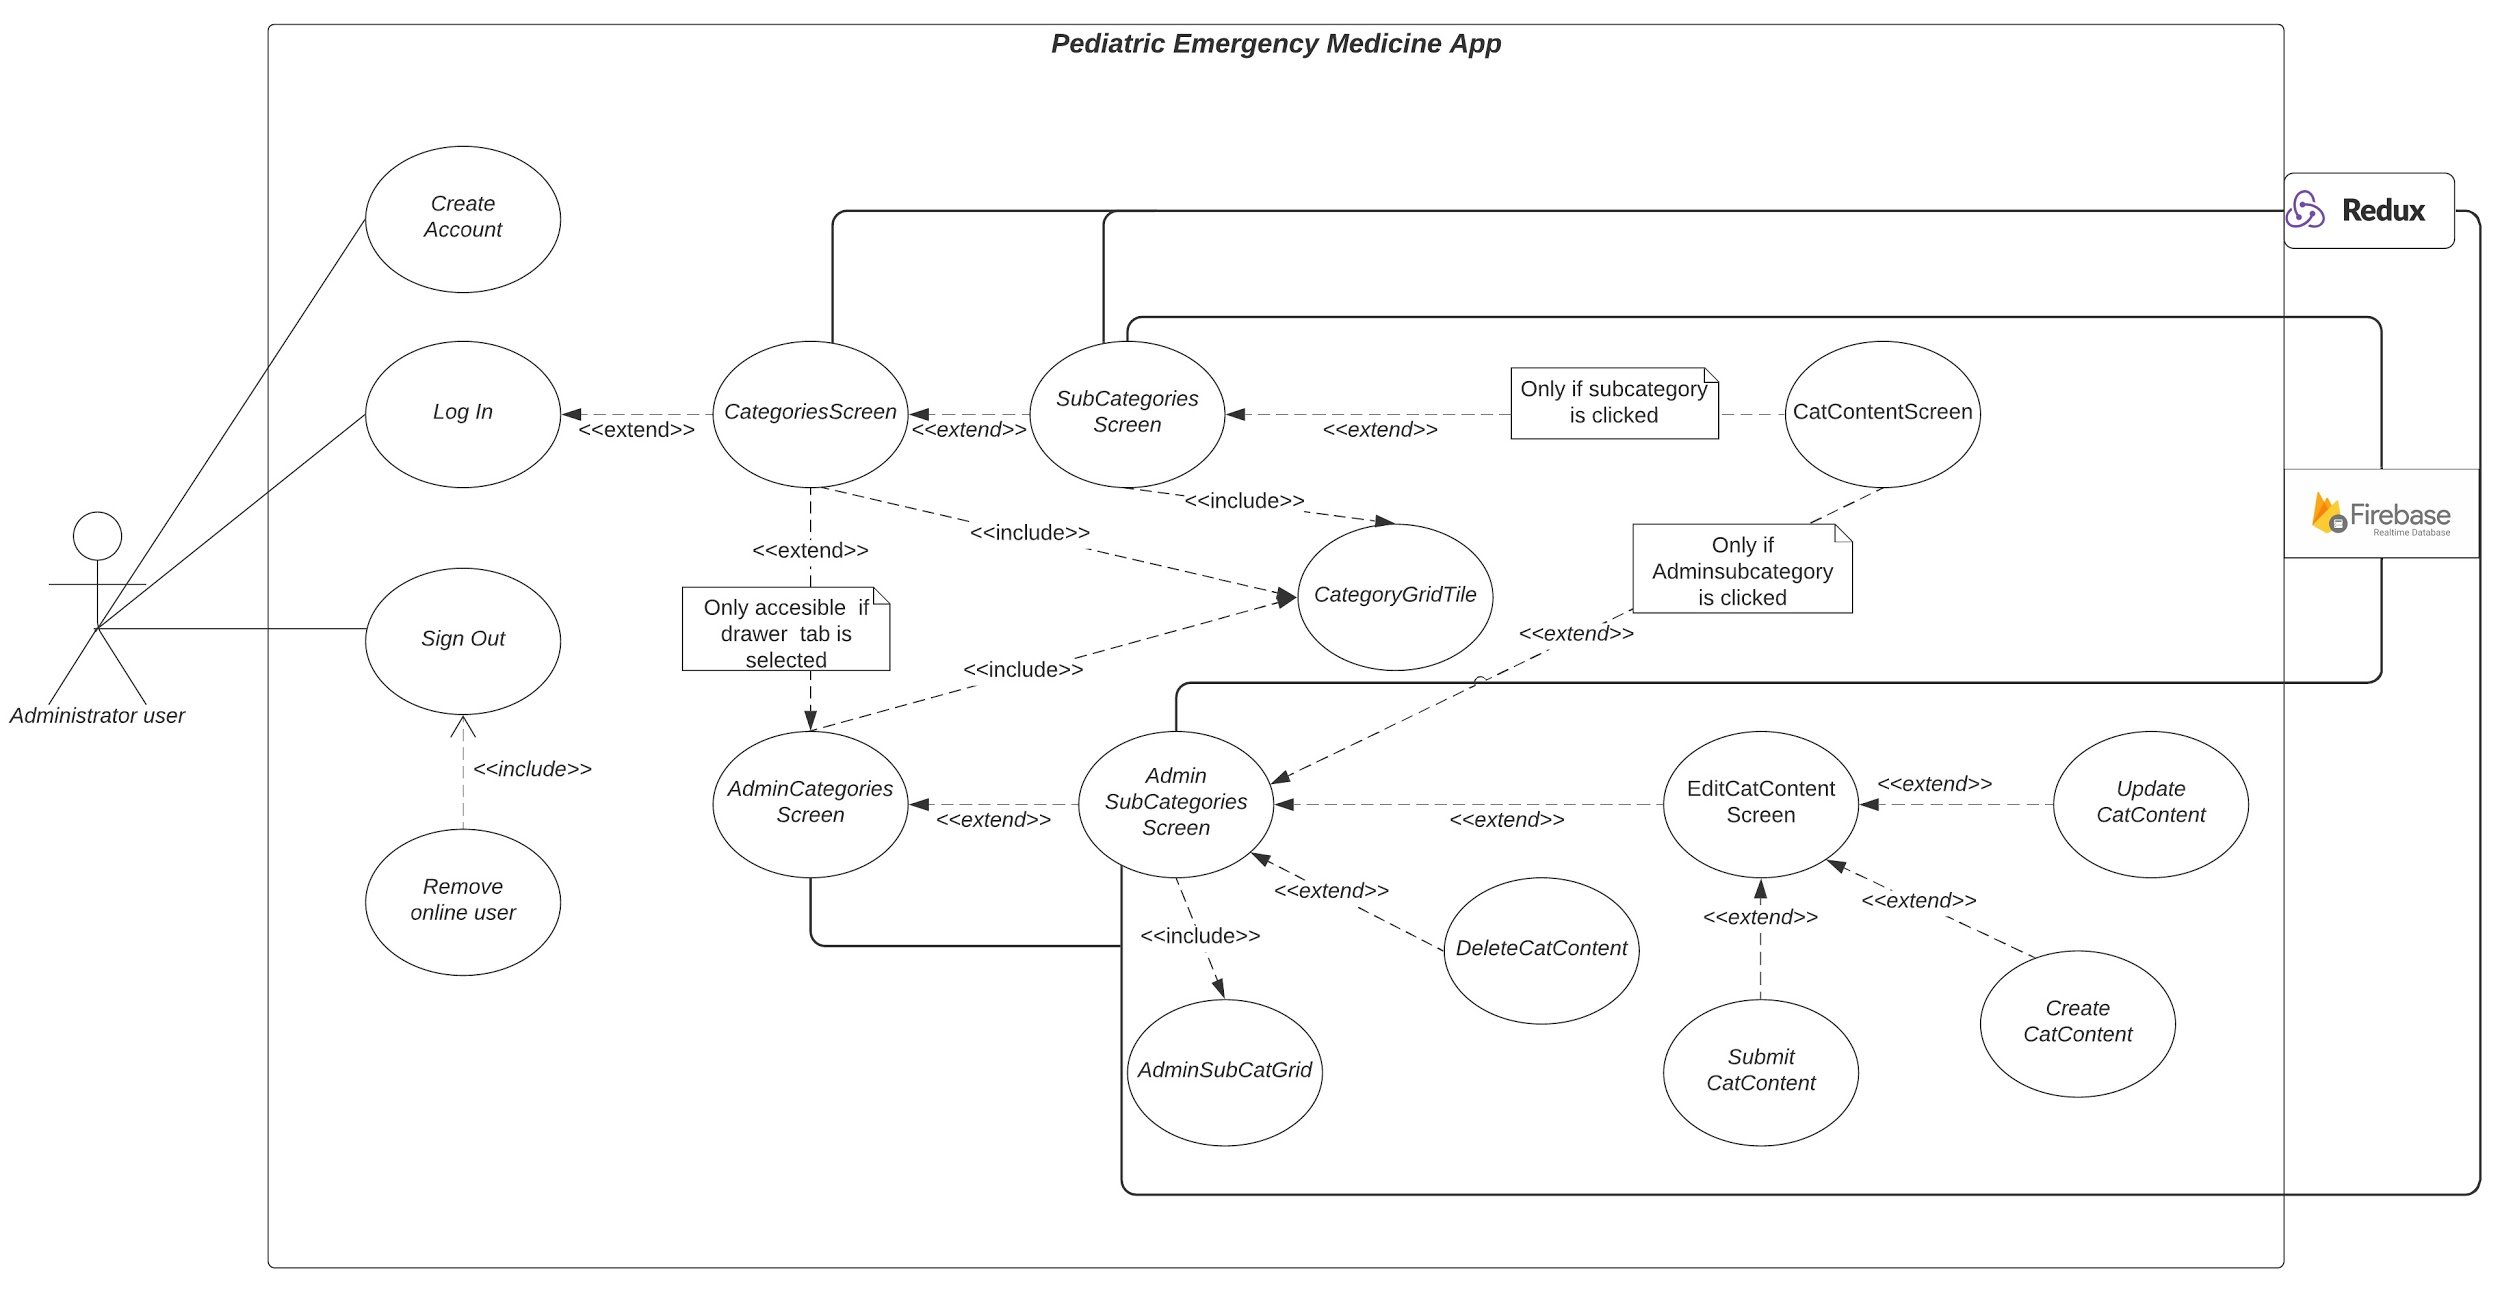 Pediatric Emergency Medicine App
Create
Account
Redux
Log In
<<extend>>
CategoriesScreen
<<extend>>
SubCategories
Screen
<<extend>>
Only if subcategory
is clicked
CatContentScreen
<<include>>
<<include>>
<<extend>>
Firebase
Realtime Database
Only if
Adminsubcategory
is clicked
CategoryGridTile
Only accesible  if
drawer  tab is
selected
<<extend>>
Sign Out
<<include>>
Administrator user
<<include>>
AdminCategories
Screen
<<extend>>
Admin
SubCategories
Screen
<<extend>>
EditCatContent
Screen
<<extend>>
Update
CatContent
Remove
online user
<<extend>>
<<extend>>
<<extend>>
<<include>>
DeleteCatContent
Create
CatContent
AdminSubCatGrid
Submit
CatContent